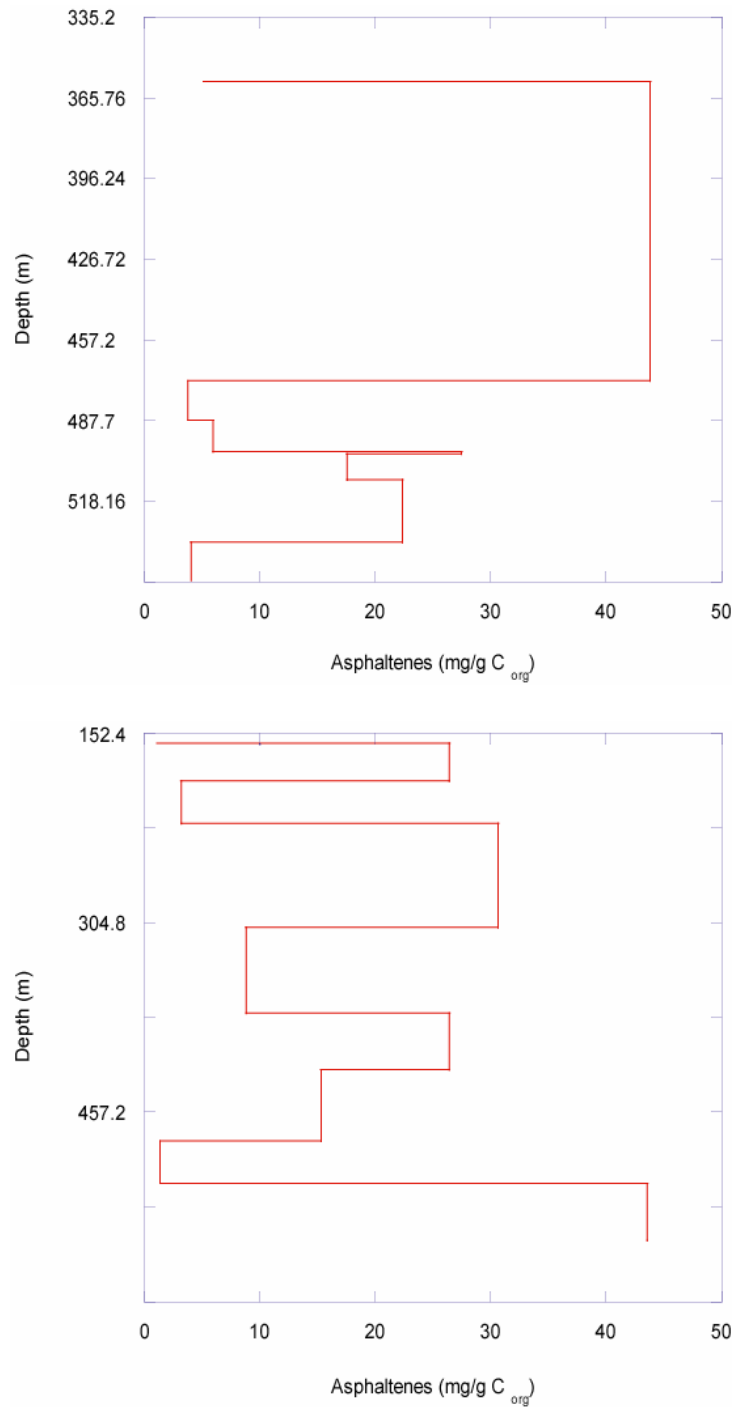 335.2
365.76
396.24
426.72
457.2
487.7
518.16
Depth (m)
0 10 20 30 40 50
Asphaltenes (mg/g C org)
152.4
304.8
457.2
Depth (m)
0 10 20 30 40 50
Asphaltenes (mg/g C org)